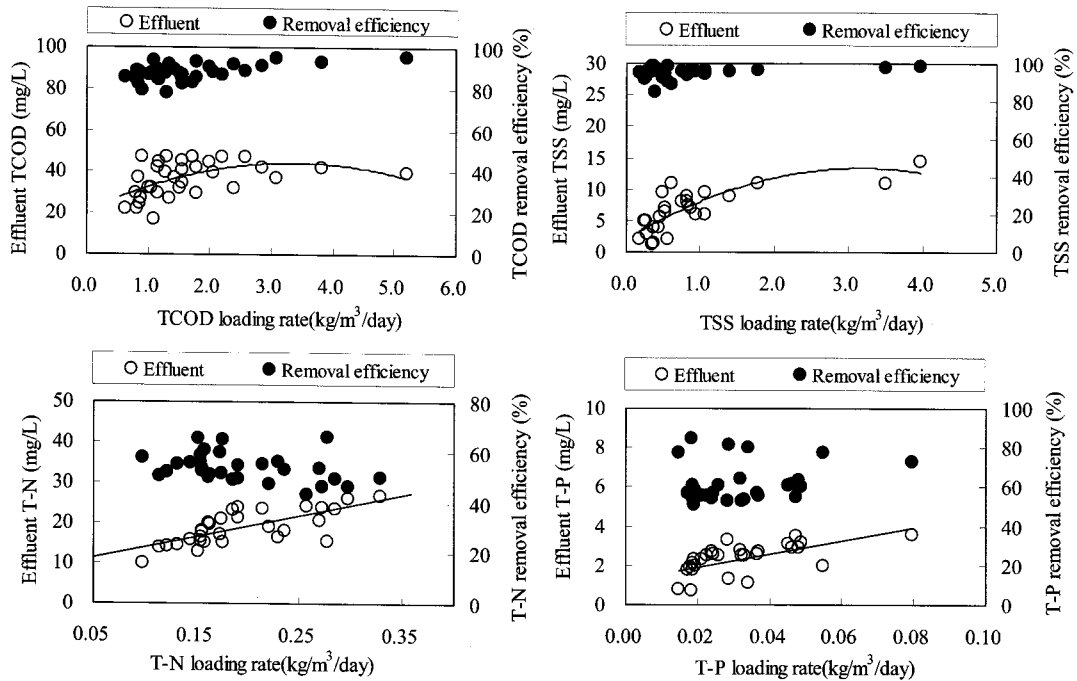 ○ Effluent ● Removal efficiency
100
80
60
40
20
0
Effluent TCOD (mg/L)
100
80
60
40
20
0
TCOD removal efficiency (%)
0.0 1.0 2.0 3.0 4.0 5.0 6.0
TCOD loading rate(kg/m³/day)
○ Effluent ● Removal efficiency
30
25
20
15
10
5
0
Effluent TSS (mg/L)
100
80
60
40
20
0
TSS removal efficiency (%)
0.0 1.0 2.0 3.0 4.0 5.0
TSS loading rate(kg/m³/day)
○ Effluent ● Removal efficiency
50
40
30
20
10
0
Effluent T-N (mg/L)
80
60
40
20
0
T-N removal efficiency (%)
0.05 0.15 0.25 0.35
T-N loading rate(kg/m³/day)
○ Effluent ● Removal efficiency
10
8
6
4
2
0
Effluent T-P (mg/L)
100
80
60
40
20
0
T-P removal efficiency (%)
0.00 0.02 0.04 0.06 0.08 0.10
T-P loading rate(kg/m³/day)